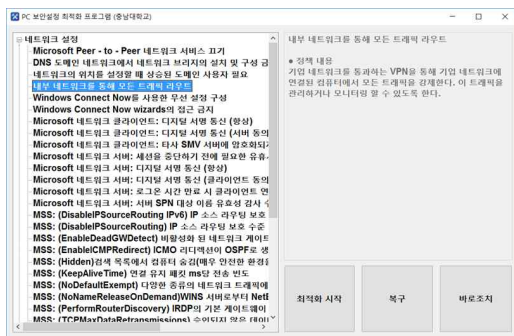 PC 보안설정 최적화 프로그램 (충남대학교)
네트워크 설정
Microsoft Peer - to - Peer 네트워크 서비스 끄기
DNS 도메인 네트워크에서 네트워크 브리지의 설치 및 구성 금
네트워크의 위치를 설정할 때 상승된 도메인 사용자 필요
내부 네트워크를 통해 모든 트래픽 라우트
Windows Connect Now를 사용한 무선 설정 구성
Windows Connect Now wizards의 접근 금지
Microsoft 네트워크 클라이언트: 디지털 서명 통신 (항상)
Microsoft 네트워크 클라이언트: 디지털 서명 통신 (서버 동의
Microsoft 네트워크 클라이언트: 타사 SMV 서버에 암호화되지
Microsoft 네트워크 서버: 세션을 중단하기 전에 필요한 유휴
Microsoft 네트워크 서버: 디지털 서명 통신 (항상)
Microsoft 네트워크 서버: 디지털 서명 통신 (클라이언트 동의
Microsoft 네트워크 서버: 로그온 시간 만료 시 클라이언트 연
Microsoft 네트워크 서버: 서버 SPN 대상 이름 유효성 검사 수
MSS: (DisableIPSourceRouting IPv6) IP 소스 라우팅 보호
MSS: (DisableIPSourceRouting) IP 소스 라우팅 보호 수준
MSS: (EnableDeadGWDetect) 비활성화 된 네트워크 게이트
MSS: (EnableICMPRedirect) ICMO 리디렉션이 OSPF로 생
MSS: (Hidden)검색 목록에서 컴퓨터 숨김(매우 안전한 환경을
MSS: (KeepAliveTime) 연결 유지 패킷 ms당 전송 빈도
MSS: (NoDefaultExempt) 다양한 종류의 네트워크 트래픽에
MSS: (NoNameReleaseOnDemand)WINS 서버로부터 NetB
MSS: (PerformRouterDiscovery) IRDP의 기본 게이트웨이
MSS: (TCPMaxDataRetransmissions) 승인되지 않은 데이터
내부 네트워크를 통해 모든 트래픽 라우트
● 정책 내용
기업 네트워크를 통과하는 VPN을 통해 기업 네트워크에
연결된 컴퓨터에서 모든 트래픽을 강제한다. 이 트래픽을
관리하거나 모니터링 할 수 있도록 한다.
최적화 시작
복구
바로조치